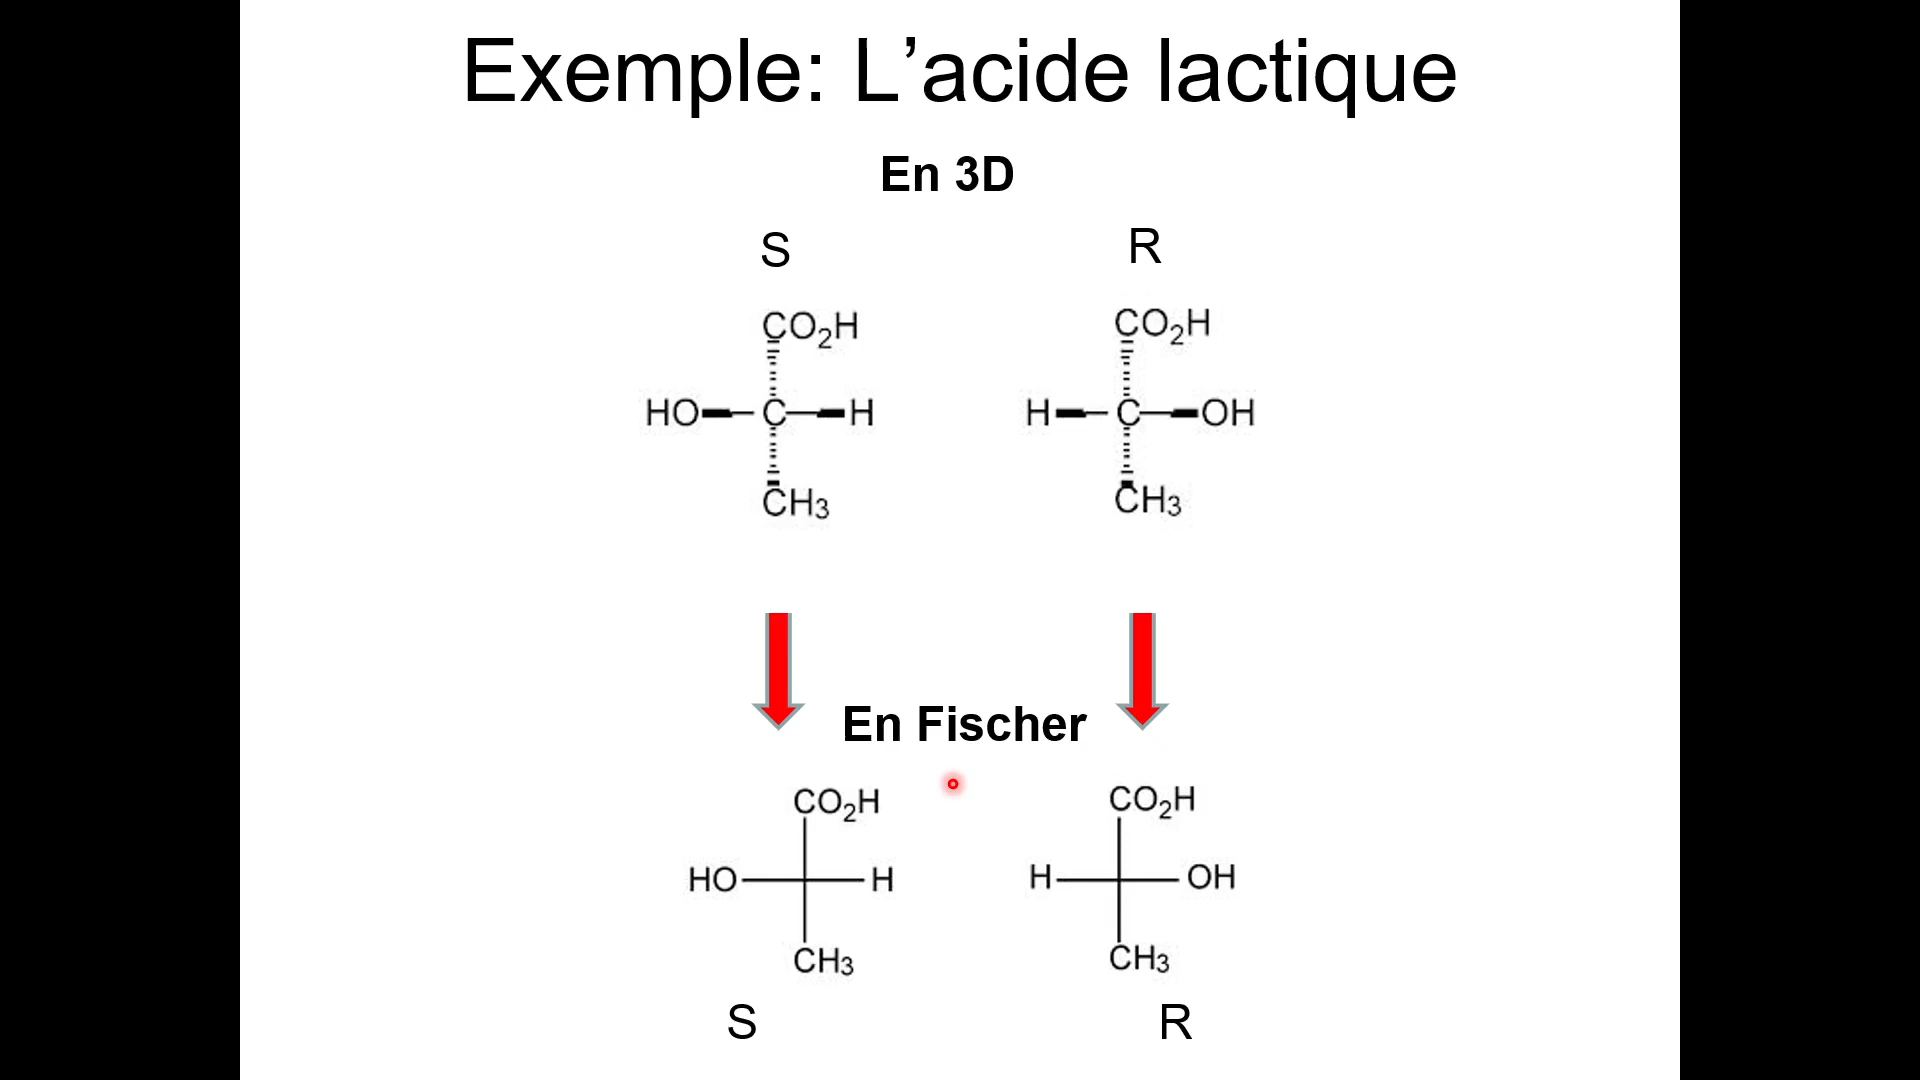 Exemple: L’acide lactique
En 3D
S R
CO₂H CO₂H
HO C H H C OH
CH₃ CH₃
En Fischer
CO₂H CO₂H
HO H H OH
CH₃ CH₃
S R